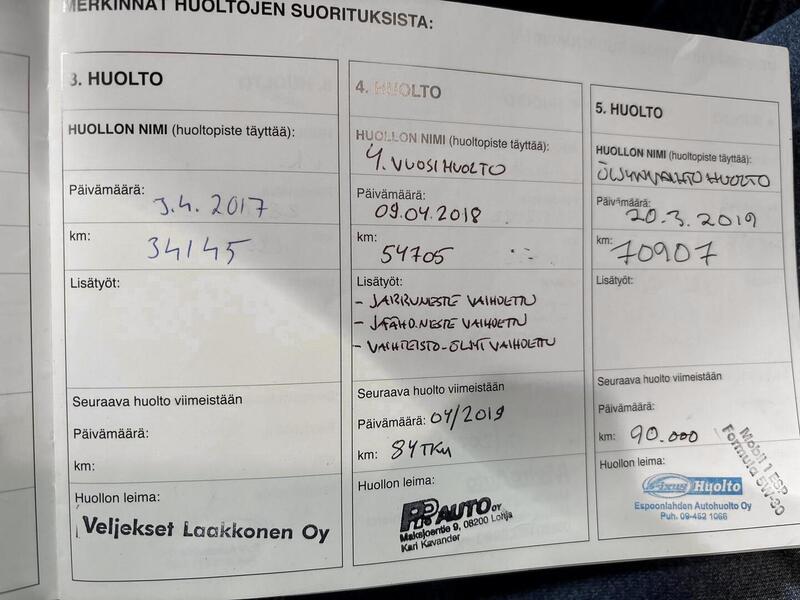 MERKINNÄT HUOLTOJEN SUORITUKSISTA:
3. HUOLTO
HUOLLON NIMI (huoltopiste täyttää):
Päivämäärä: 3.4. 2017
km: 34145
Lisätyöt:
Seuraava huolto viimeistään
Päivämäärä:
km:
Huollon leima:
Veljekset Laakkonen Oy
4. HUOLTO
HUOLLON NIMI (huoltopiste täyttää):
4. VUOSIHUOLTO
Päivämäärä:
09.04.2018
km:
54705
Lisätyöt:
- JARRUNESTE VAIHDETTU
- JÄÄHD.NESTE VAIHDETTU
- VAIHTEISTO-ÖLJYT VAIHDETTU
Seuraava huolto viimeistään
Päivämäärä: 04/2019
km: 84TKM
Huollon leima:
AUTO OY
Maksjoentie 9, 08200 Lohja
Kari Kavander
5. HUOLTO
HUOLLON NIMI (huoltopiste täyttää):
ÖLJYNVAIHTO HUOLTO
Päivämäärä:
20.3.2019
km: 70907
Lisätyöt:
Seuraava huolto viimeistään
Päivämäärä:
km: 90.000
Mobil 1 ESP
Formula 5W-30
Huollon leima:
Fixus Huolto
Espoonlahden Autohuolto Oy
Puh. 09-452 1066